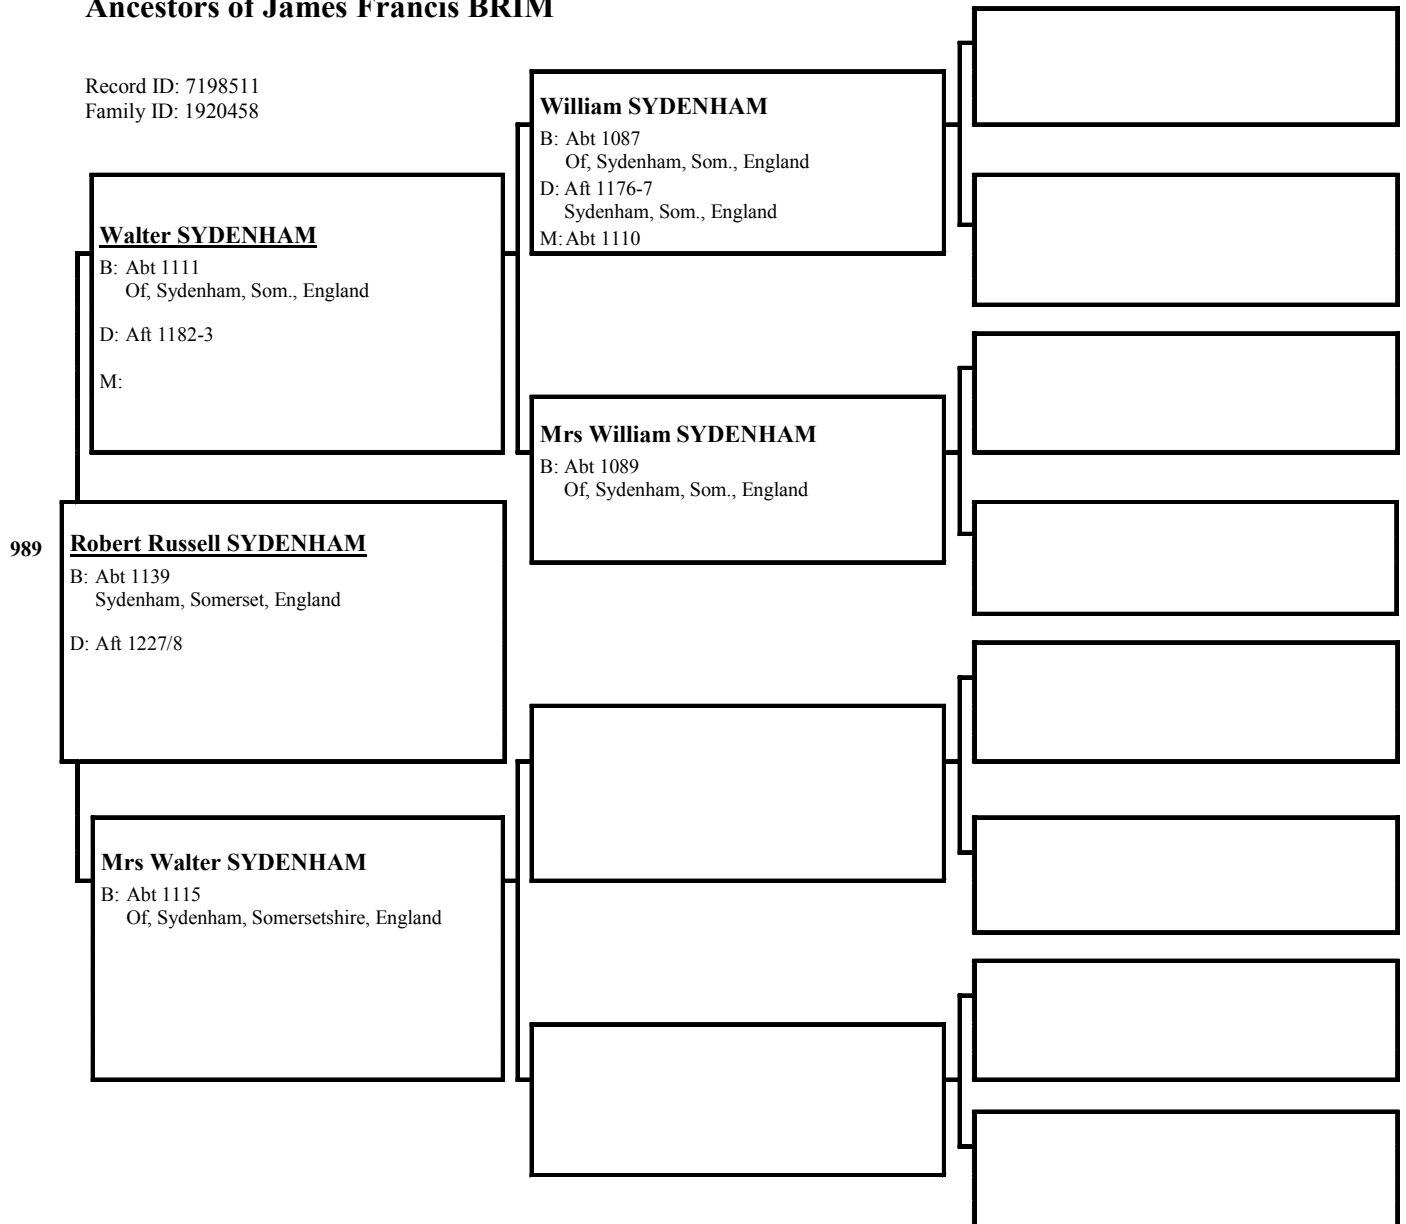 Ancestors of James Francis BRIM
Record ID: 7198511
Family ID: 1920458
William SYDENHAM
B: Abt 1087
Of, Sydenham, Som., England
D: Aft 1176-7
Sydenham, Som., England
M: Abt 1110
Walter SYDENHAM
B: Abt 1111
Of, Sydenham, Som., England
D: Aft 1182-3
M:
Mrs William SYDENHAM
B: Abt 1089
Of, Sydenham, Som., England
989
Robert Russell SYDENHAM
B: Abt 1139
Sydenham, Somerset, England
D: Aft 1227/8
Mrs Walter SYDENHAM
B: Abt 1115
Of, Sydenham, Somersetshire, England